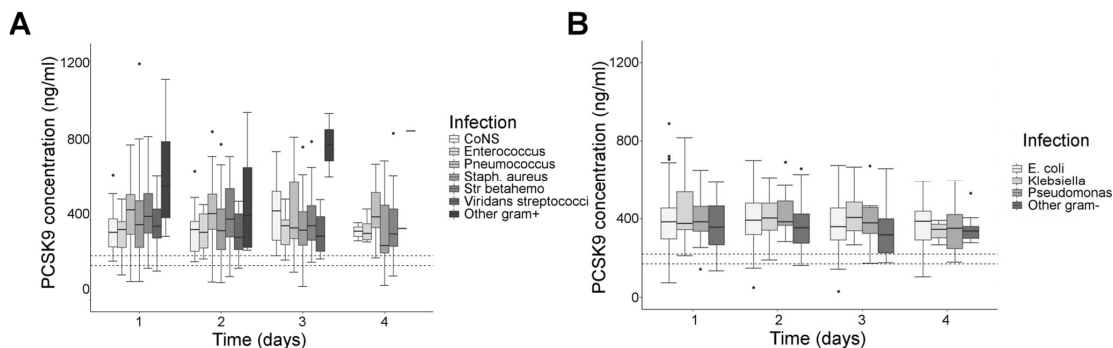 A
PCSK9 concentration (ng/ml)
1200
800
400
0
1
2
3
4
Time (days)
Infection
CoNS
Enterococcus
Pneumococcus
Staph. aureus
Str betahemo
Viridans streptococci
Other gram+
B
PCSK9 concentration (ng/ml)
1200
800
400
0
1
2
3
4
Time (days)
Infection
E. coli
Klebsiella
Pseudomonas
Other gram-